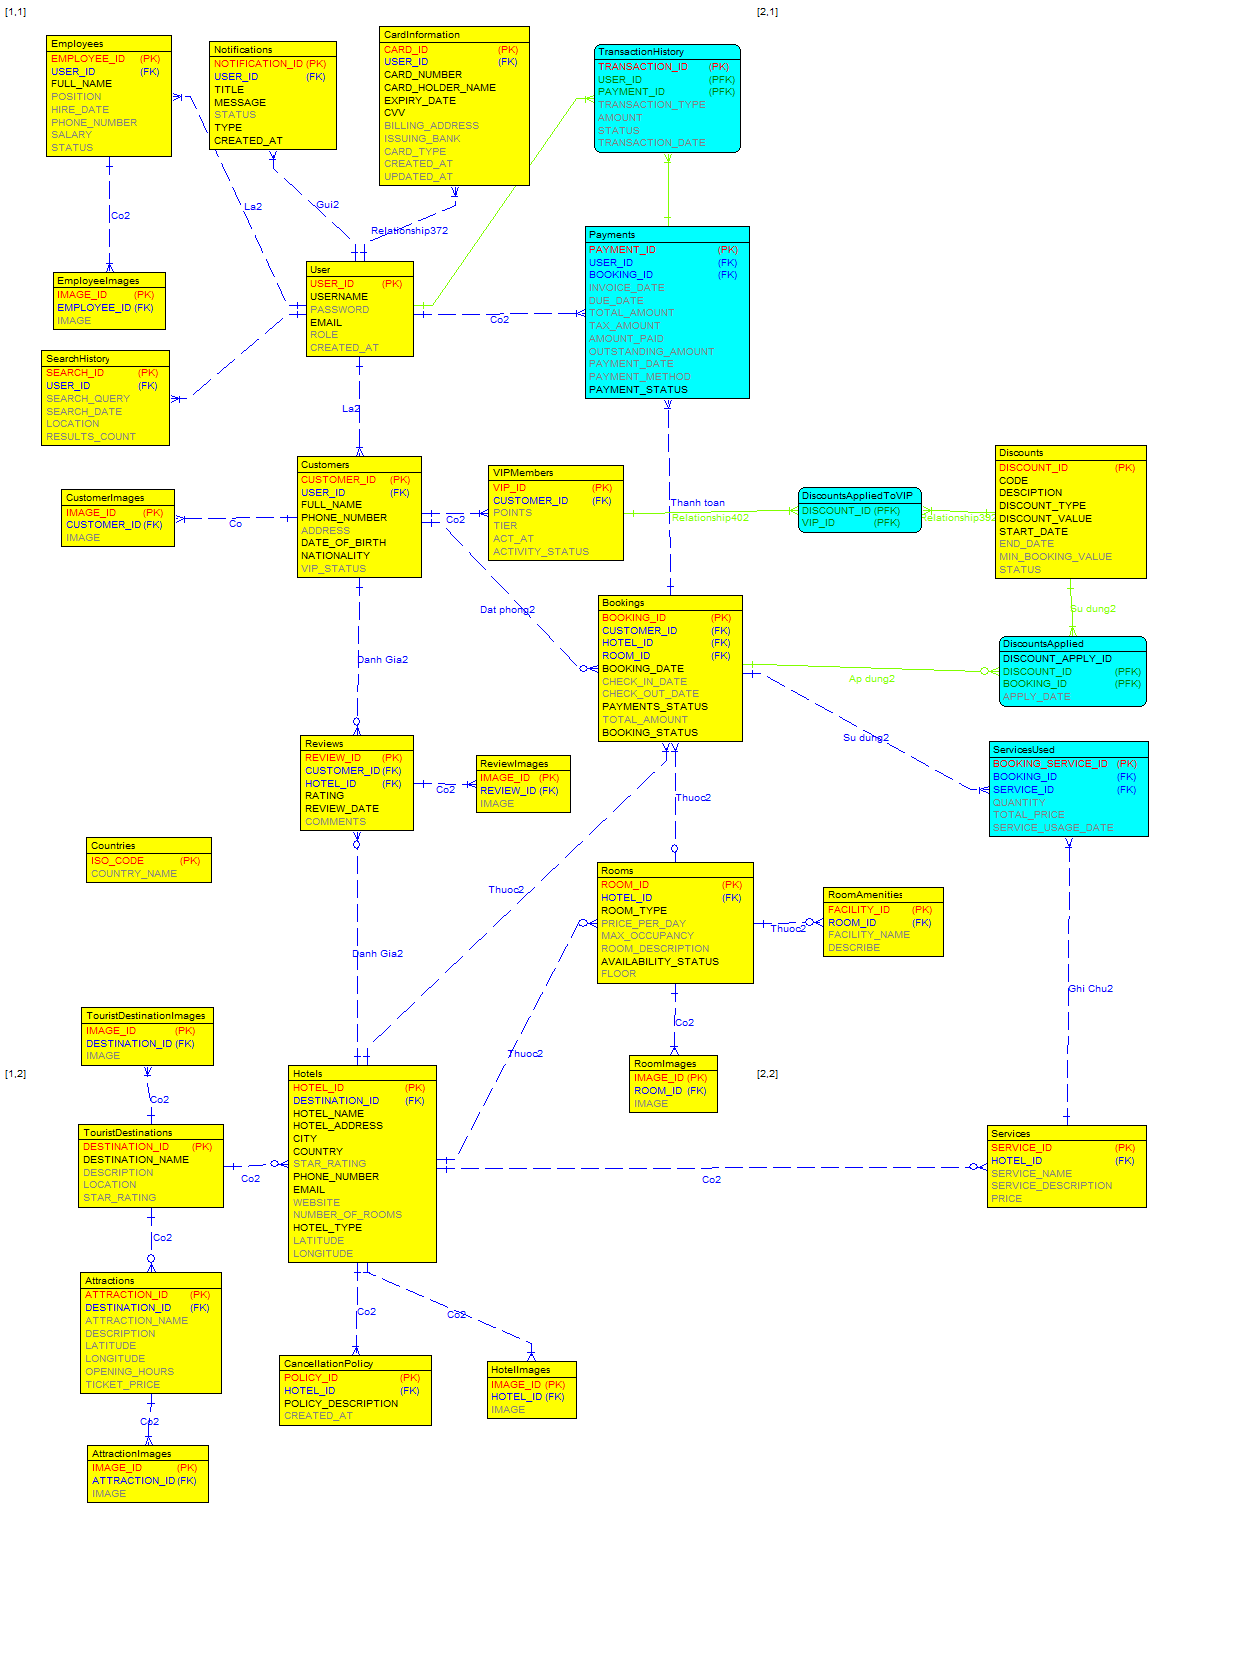 [1,1]
[2,1]
Employees
EMPLOYEE_ID (PK)
USER_ID (FK)
FULL_NAME
POSITION
HIRE_DATE
PHONE_NUMBER
SALARY
STATUS
Notifications
NOTIFICATION_ID (PK)
USER_ID (FK)
TITLE
MESSAGE
STATUS
TYPE
CREATED_AT
CardInformation
CARD_ID (PK)
USER_ID (FK)
CARD_NUMBER
CARD_HOLDER_NAME
EXPIRY_DATE
CVV
BILLING_ADDRESS
ISSUING_BANK
CARD_TYPE
CREATED_AT
UPDATED_AT
TransactionHistory
TRANSACTION_ID (PK)
USER_ID (PFK)
PAYMENT_ID (PFK)
TRANSACTION_TYPE
AMOUNT
STATUS
TRANSACTION_DATE
La2
Gui2
Relationship372
Co2
EmployeeImages
IMAGE_ID (PK)
EMPLOYEE_ID (FK)
IMAGE
User
USER_ID (PK)
USERNAME
PASSWORD
EMAIL
ROLE
CREATED_AT
Co2
Payments
PAYMENT_ID (PK)
USER_ID (FK)
BOOKING_ID (FK)
INVOICE_DATE
DUE_DATE
TOTAL_AMOUNT
TAX_AMOUNT
AMOUNT_PAID
OUTSTANDING_AMOUNT
PAYMENT_DATE
PAYMENT_METHOD
PAYMENT_STATUS
SearchHistory
SEARCH_ID (PK)
USER_ID (FK)
SEARCH_QUERY
SEARCH_DATE
LOCATION
RESULTS_COUNT
La2
Customers
CUSTOMER_ID (PK)
USER_ID (FK)
FULL_NAME
PHONE_NUMBER
ADDRESS
DATE_OF_BIRTH
NATIONALITY
VIP_STATUS
CustomerImages
IMAGE_ID (PK)
CUSTOMER_ID (FK)
IMAGE
Co
Co2
VIPMembers
VIP_ID (PK)
CUSTOMER_ID (FK)
POINTS
TIER
ACT_AT
ACTIVITY_STATUS
Thanh toan
Relationship402
DiscountsAppliedToVIP
DISCOUNT_ID (PFK)
VIP_ID (PFK)
Discounts
DISCOUNT_ID (PK)
CODE
DESCIPTION
DISCOUNT_TYPE
DISCOUNT_VALUE
START_DATE
END_DATE
MIN_BOOKING_VALUE
STATUS
Dat phong2
Su dung2
Bookings
BOOKING_ID (PK)
CUSTOMER_ID (FK)
HOTEL_ID (FK)
ROOM_ID (FK)
BOOKING_DATE
CHECK_IN_DATE
CHECK_OUT_DATE
PAYMENTS_STATUS
TOTAL_AMOUNT
BOOKING_STATUS
Ap dung2
DiscountsApplied
DISCOUNT_APPLY_ID
DISCOUNT_ID (PFK)
BOOKING_ID (PFK)
APPLY_DATE
Danh Gia2
Su dung2
Reviews
REVIEW_ID (PK)
CUSTOMER_ID (FK)
HOTEL_ID (FK)
RATING
REVIEW_DATE
COMMENTS
Co2
ReviewImages
IMAGE_ID (PK)
REVIEW_ID (FK)
IMAGE
ServicesUsed
BOOKING_SERVICE_ID (PK)
BOOKING_ID (FK)
SERVICE_ID (FK)
QUANTITY
TOTAL_PRICE
SERVICE_USAGE_DATE
Thuoc2
Countries
ISO_CODE (PK)
COUNTRY_NAME
Thuoc2
Rooms
ROOM_ID (PK)
HOTEL_ID (FK)
ROOM_TYPE
PRICE_PER_DAY
MAX_OCCUPANCY
ROOM_DESCRIPTION
AVAILABILITY_STATUS
FLOOR
Thuoc2
RoomAmenities
FACILITY_ID (PK)
ROOM_ID (FK)
FACILITY_NAME
DESCRIBE
Danh Gia2
Ghi Chu2
Co2
Thuoc2
TouristDestinationImages
IMAGE_ID (PK)
DESTINATION_ID (FK)
IMAGE
RoomImages
IMAGE_ID (PK)
ROOM_ID (FK)
IMAGE
[1,2]
[2,2]
Co2
Hotels
HOTEL_ID (PK)
DESTINATION_ID (FK)
HOTEL_NAME
HOTEL_ADDRESS
CITY
COUNTRY
STAR_RATING
PHONE_NUMBER
EMAIL
WEBSITE
NUMBER_OF_ROOMS
HOTEL_TYPE
LATITUDE
LONGITUDE
TouristDestinations
DESTINATION_ID (PK)
DESTINATION_NAME
DESCRIPTION
LOCATION
STAR_RATING
Co2
Co2
Services
SERVICE_ID (PK)
HOTEL_ID (FK)
SERVICE_NAME
SERVICE_DESCRIPTION
PRICE
Co2
Attractions
ATTRACTION_ID (PK)
DESTINATION_ID (FK)
ATTRACTION_NAME
DESCRIPTION
LATITUDE
LONGITUDE
OPENING_HOURS
TICKET_PRICE
Co2
Co2
CancellationPolicy
POLICY_ID (PK)
HOTEL_ID (FK)
POLICY_DESCRIPTION
CREATED_AT
HotelImages
IMAGE_ID (PK)
HOTEL_ID (FK)
IMAGE
Co2
AttractionImages
IMAGE_ID (PK)
ATTRACTION_ID (FK)
IMAGE